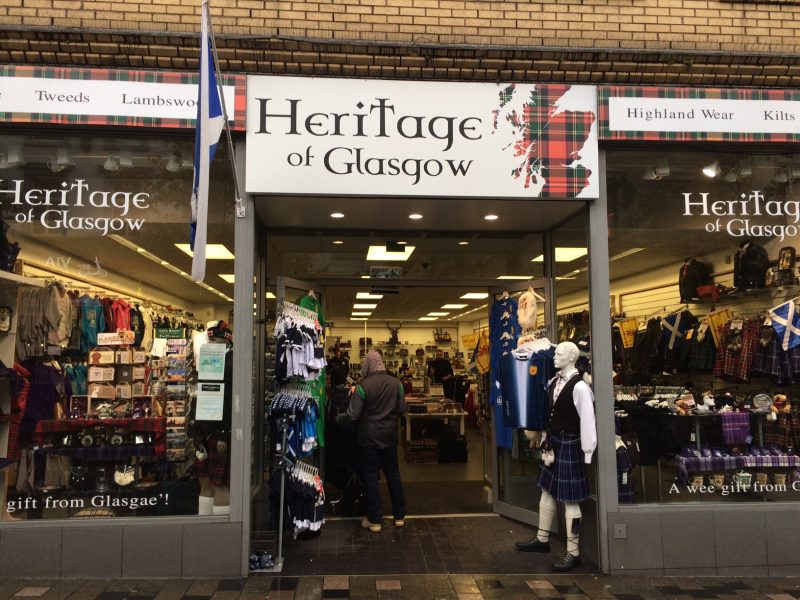 Tweeds Lambswo
Heritage
of Glasgow
Highland Wear Kilts
Heritage
of Glasgow
Heritage
of Glasgow
gift from Glasgae'!
A wee gift from G